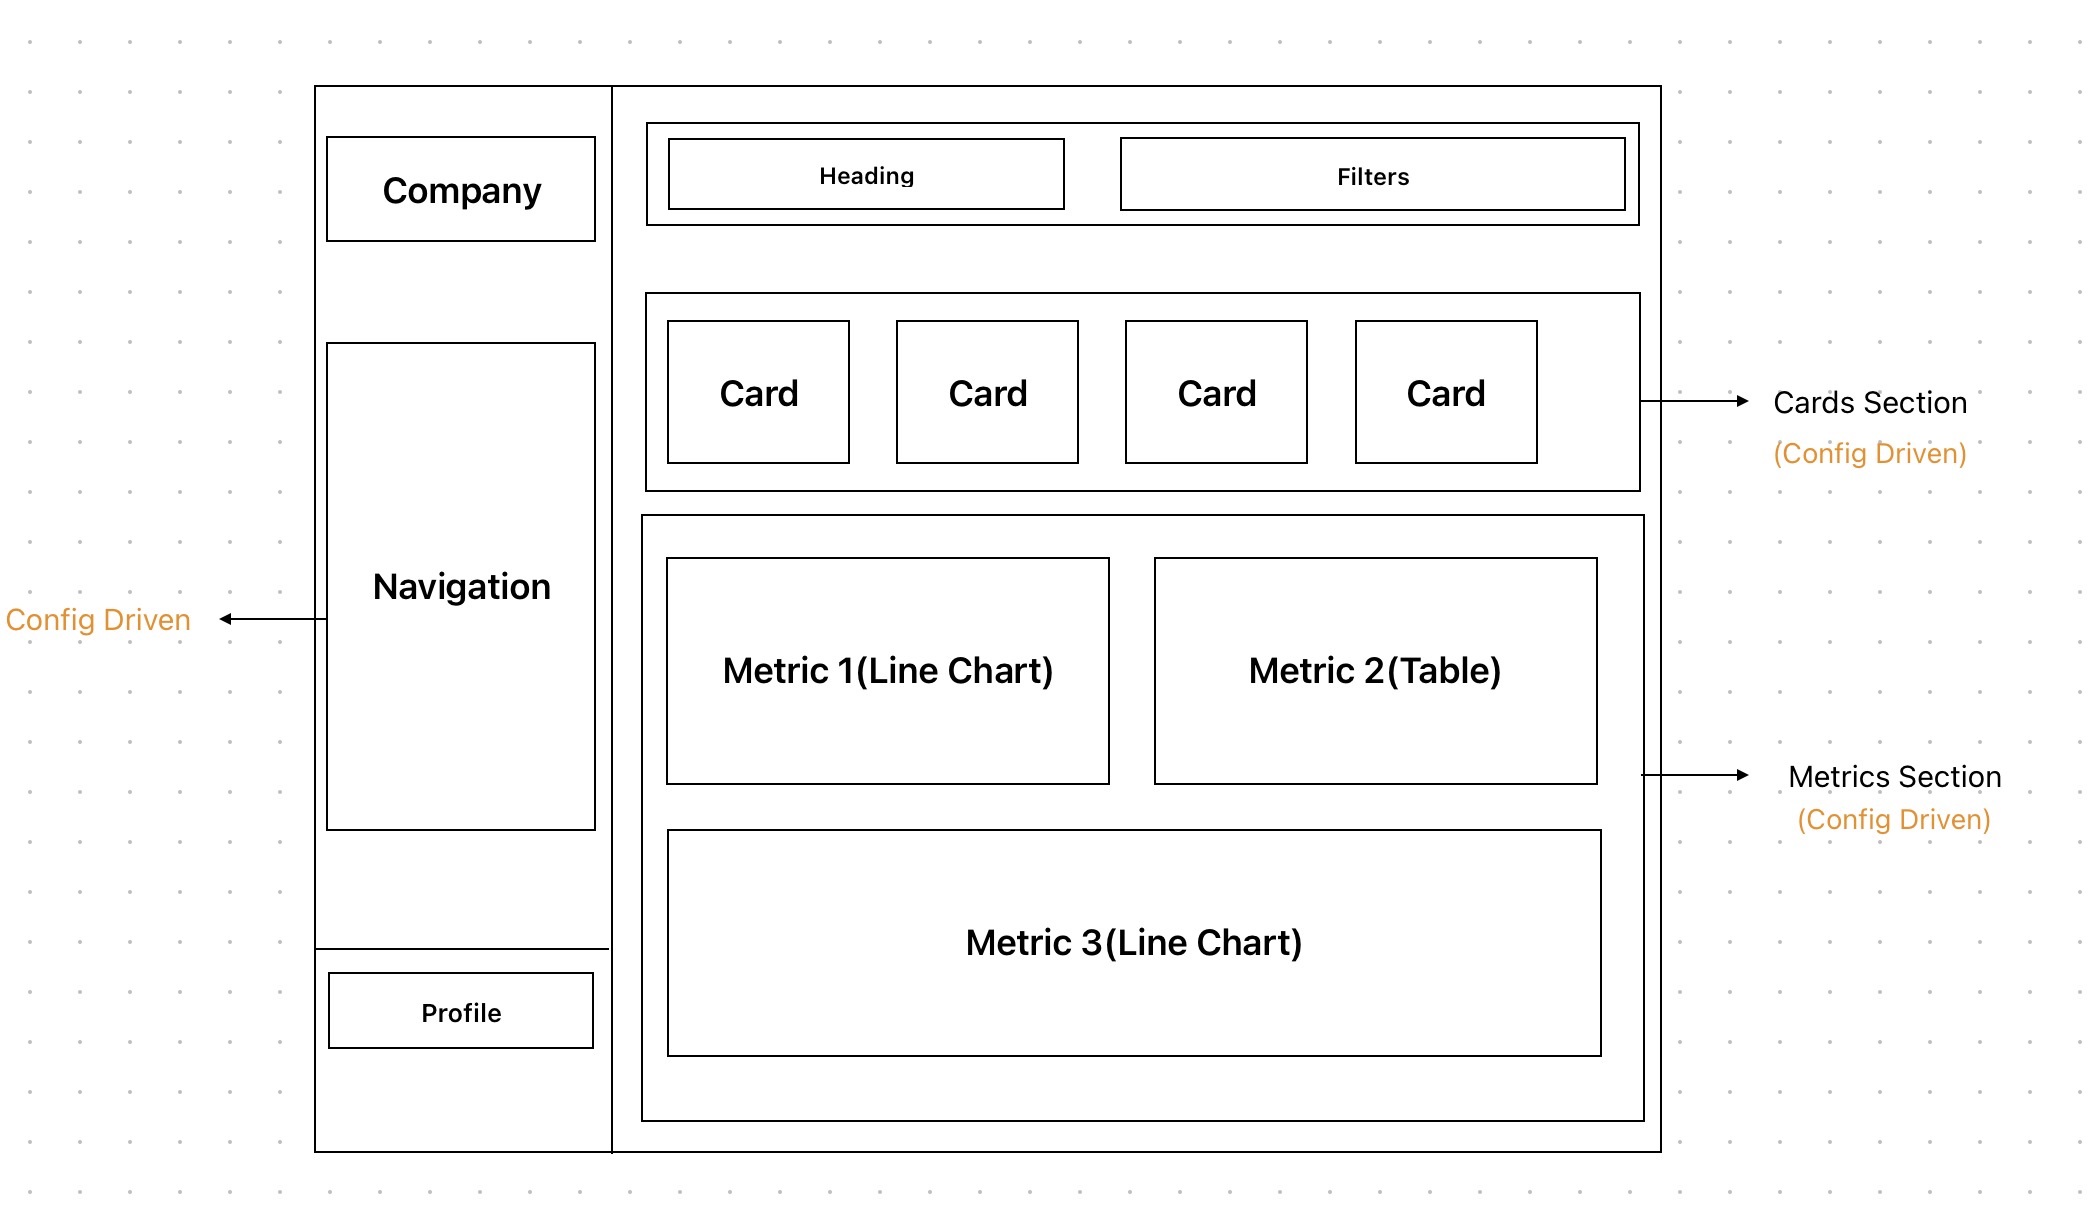 Company
Heading
Filters
Card
Card
Card
Card
Cards Section
(Config Driven)
Navigation
Config Driven
Metric 1(Line Chart)
Metric 2(Table)
Metrics Section
(Config Driven)
Metric 3(Line Chart)
Profile